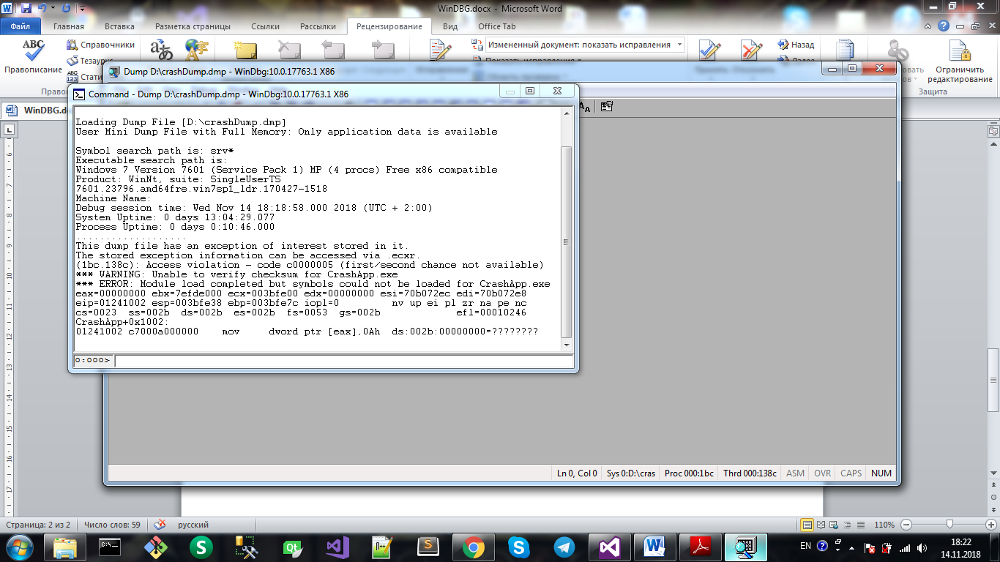 WinDBG.docx - Microsoft Word
Файл Главная Вставка Разметка страницы Ссылки Рассылки Рецензирование Вид Office Tab
ABC Правописание
Справочники
Тезаурус
ABC 123
Измененный документ: показать исправления
Показать исправления
Назад
Ограничить редактирование
Защита
WinDBG.d
Dump D:\crashDump.dmp - WinDbg:10.0.17763.1 X86
Command - Dump D:\crashDump.dmp - WinDbg:10.0.17763.1 X86
Loading Dump File [D:\crashDump.dmp]
User Mini Dump File with Full Memory: Only application data is available
Symbol search path is: srv*
Executable search path is:
Windows 7 Version 7601 (Service Pack 1) MP (4 procs) Free x86 compatible
Product: WinNt, suite: SingleUserTS
7601.23796.amd64fre.win7sp1_ldr.170427-1518
Machine Name:
Debug session time: Wed Nov 14 18:18:58.000 2018 (UTC + 2:00)
System Uptime: 0 days 13:04:29.077
Process Uptime: 0 days 0:10:46.000
...................
This dump file has an exception of interest stored in it.
The stored exception information can be accessed via .ecxr.
(1bc.138c): Access violation - code c0000005 (first/second chance not available)
*** WARNING: Unable to verify checksum for CrashApp.exe
*** ERROR: Module load completed but symbols could not be loaded for CrashApp.exe
eax=00000000 ebx=7efde000 ecx=003bfe00 edx=00000000 esi=70b072ec edi=70b072e8
eip=01241002 esp=003bfe38 ebp=003bfe7c iopl=0 nv up ei pl zr na pe nc
cs=0023 ss=002b ds=002b es=002b fs=0053 gs=002b efl=00010246
CrashApp+0x1002:
01241002 c7000a000000 mov dword ptr [eax],0Ah ds:002b:00000000=????????
0:000>
Ln 0, Col 0 Sys 0:D:\cras Proc 000:1bc Thrd 000:138c ASM OVR CAPS NUM
Страница: 2 из 2 Число слов: 59 русский 110%
EN 18:22
14.11.2018